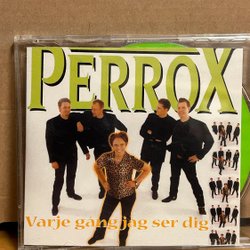 PERROX
Varje gång jag ser dig